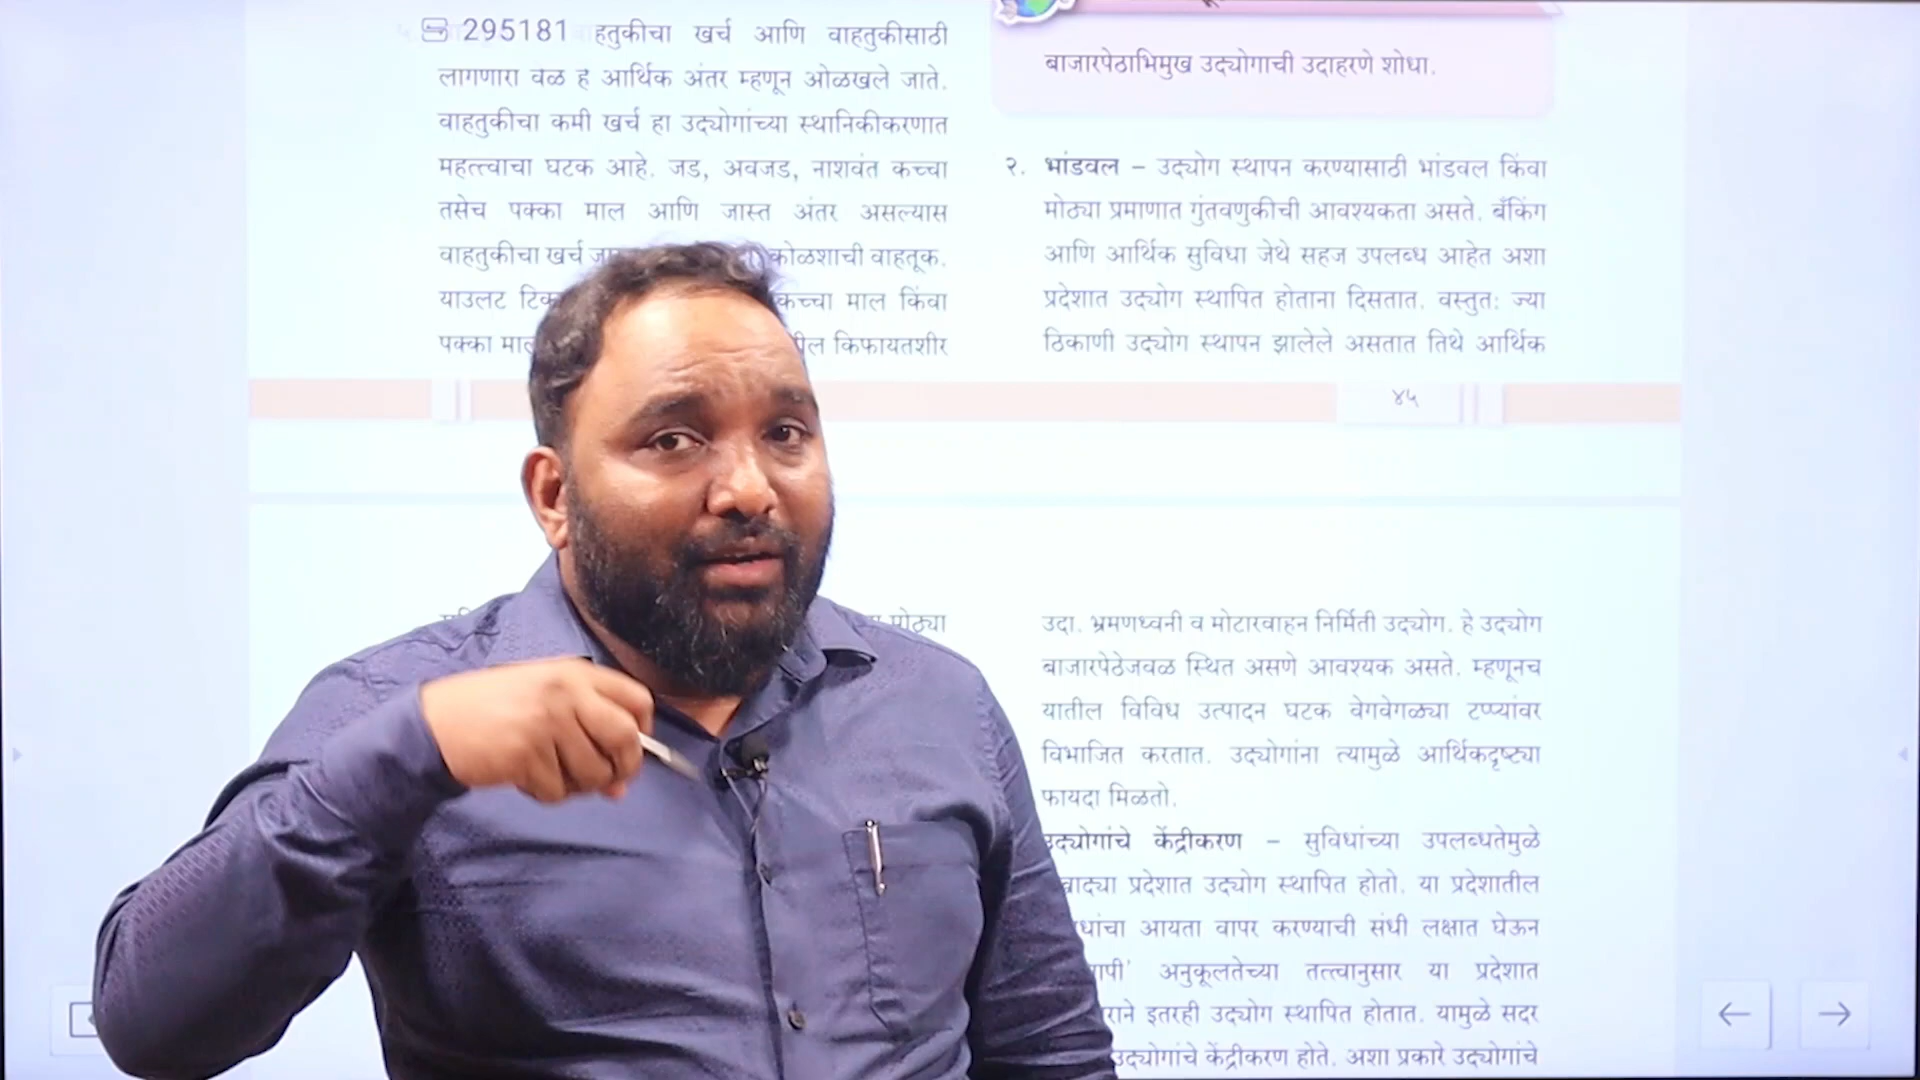 295181 हतुकीचा खर्च आणि वाहतुकीसाठी
लागणारा वेळ हे आर्थिक अंतर म्हणून ओळखले जाते.
वाहतुकीचा कमी खर्च हा उद्योगांच्या स्थानिकीकरणात
महत्त्वाचा घटक आहे. जड, अवजड, नाशवंत कच्चा
तसेच पक्का माल आणि जास्त अंतर असल्यास
वाहतुकीचा खर्च कोळशाची वाहतूक.
याउलट कच्चा माल किंवा
पक्का किफायतशीर
बाजारपेठाभिमुख उद्योगाची उदाहरणे शोधा.
२. भांडवल – उद्योग स्थापन करण्यासाठी भांडवल किंवा
मोठ्या प्रमाणात गुंतवणुकीची आवश्यकता असते. बँकिंग
आणि आर्थिक सुविधा जेथे सहज उपलब्ध आहेत अशा
प्रदेशात उद्योग स्थापित होताना दिसतात. वस्तुतः ज्या
ठिकाणी उद्योग स्थापन झालेले असतात तिथे आर्थिक
४५
मोठ्या
उदा. भ्रमणध्वनी व मोटारवाहन निर्मिती उद्योग. हे उद्योग
बाजारपेठेजवळ स्थित असणे आवश्यक असते. म्हणूनच
यातील विविध उत्पादन घटक वेगवेगळ्या टप्प्यांवर
विभाजित करतात. उद्योगांना त्यामुळे आर्थिकदृष्ट्या
फायदा मिळतो.
उद्योगांचे केंद्रीकरण – सुविधांच्या उपलब्धतेमुळे
प्रदेशात उद्योग स्थापित होतो. या प्रदेशातील
आयता वापर करण्याची संधी लक्षात घेऊन
अनुकूलतेच्या तत्त्वानुसार या प्रदेशात
इतरही उद्योग स्थापित होतात. यामुळे सदर
उद्योगांचे केंद्रीकरण होते. अशा प्रकारे उद्योगांचे